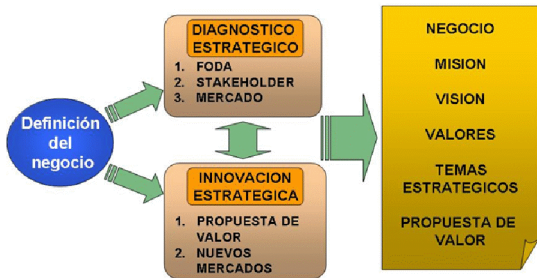 Definición
del
negocio
DIAGNOSTICO
ESTRATEGICO
1. FODA
2. STAKEHOLDER
3. MERCADO
INNOVACION
ESTRATEGICA
1. PROPUESTA DE
VALOR
2. NUEVOS
MERCADOS
NEGOCIO
MISION
VISION
VALORES
TEMAS
ESTRATEGICOS
PROPUESTA DE
VALOR